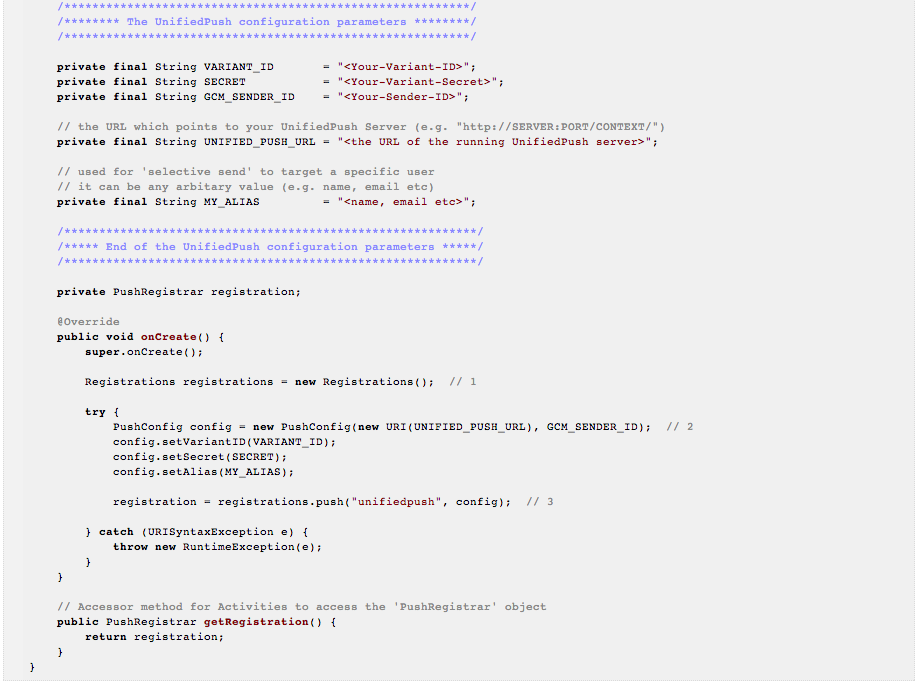 /**********************************************************/
/******** The UnifiedPush configuration parameters ********/
/**********************************************************/
private final String VARIANT_ID       = "<Your-Variant-ID>";
private final String SECRET           = "<Your-Variant-Secret>";
private final String GCM_SENDER_ID    = "<Your-Sender-ID>";
// the URL which points to your UnifiedPush Server (e.g. "http://SERVER:PORT/CONTEXT/")
private final String UNIFIED_PUSH_URL = "<the URL of the running UnifiedPush server>";
// used for 'selective send' to target a specific user
// it can be any arbitary value (e.g. name, email etc)
private final String MY_ALIAS         = "<name, email etc>";
/***********************************************************/
/***** End of the UnifiedPush configuration parameters *****/
/***********************************************************/
private PushRegistrar registration;
@Override
public void onCreate() {
super.onCreate();
Registrations registrations = new Registrations();  // 1
try {
PushConfig config = new PushConfig(new URI(UNIFIED_PUSH_URL), GCM_SENDER_ID);  // 2
config.setVariantID(VARIANT_ID);
config.setSecret(SECRET);
config.setAlias(MY_ALIAS);
registration = registrations.push("unifiedpush", config);  // 3
} catch (URISyntaxException e) {
throw new RuntimeException(e);
}
}
// Accessor method for Activities to access the 'PushRegistrar' object
public PushRegistrar getRegistration() {
return registration;
}
}